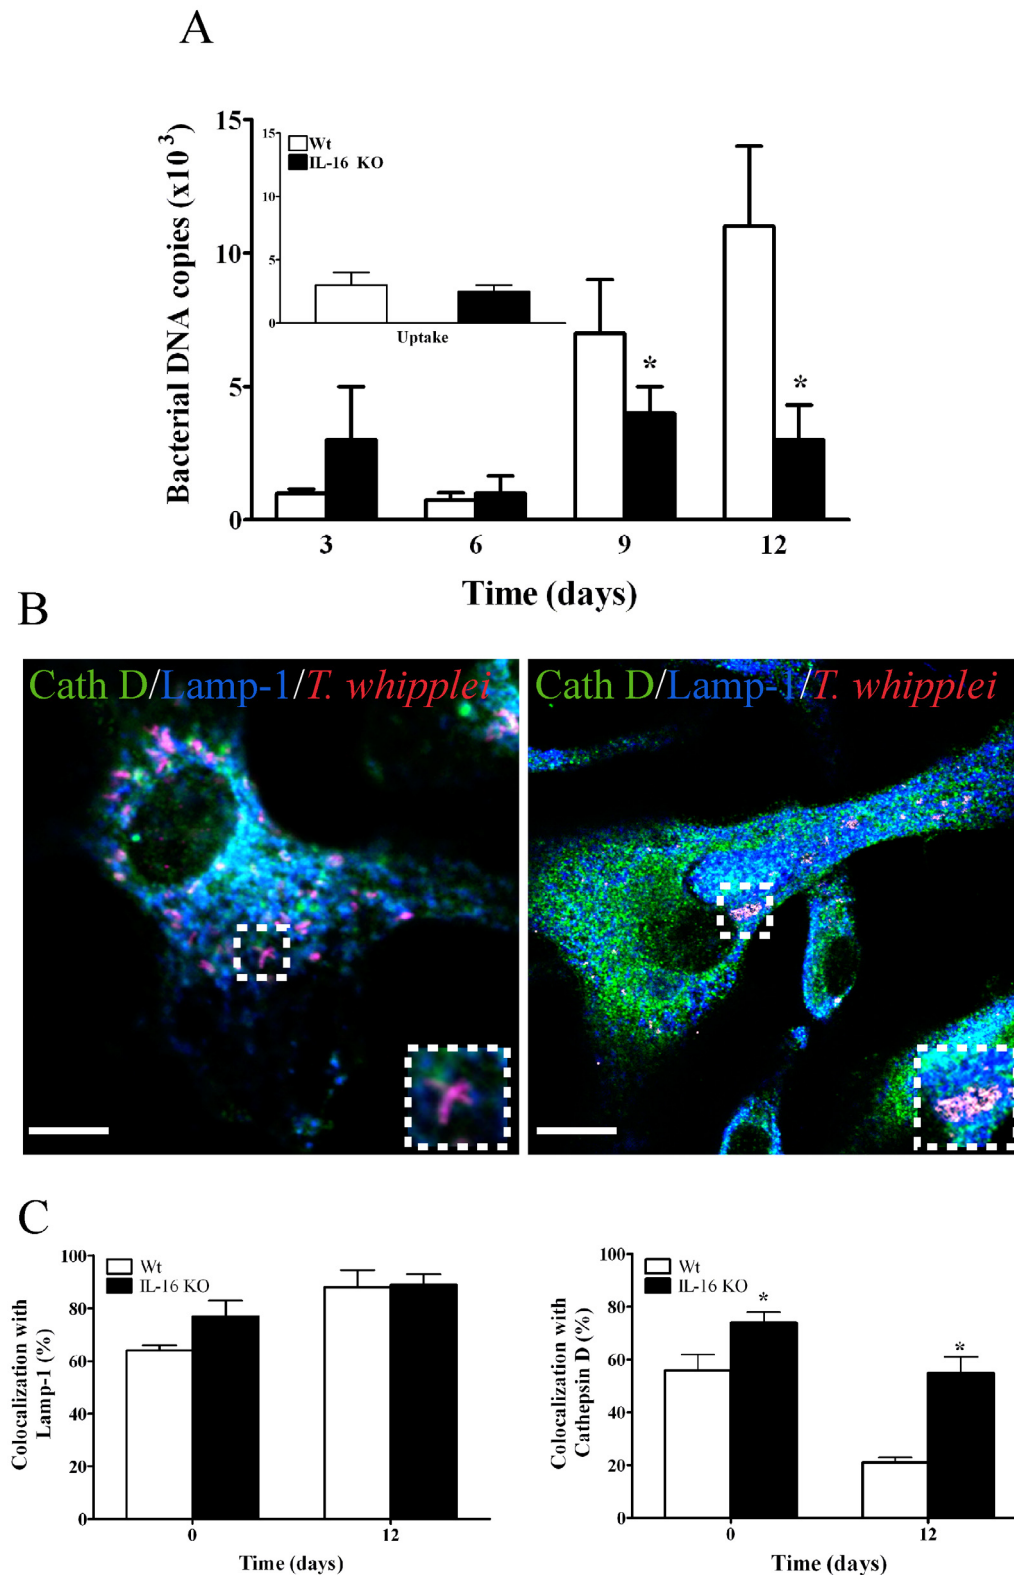 A
Bacterial DNA copies (x10³)
15
10
5
0
15
10
5
0
Wt
IL-16 KO
Uptake
*
*
3 6 9 12
Time (days)
B
Cath D/Lamp-1/T. whipplei
Cath D/Lamp-1/T. whipplei
C
Colocalization with
Lamp-1 (%)
100
80
60
40
20
0
Wt
IL-16 KO
0 12
Time (days)
Colocalization with
Cathepsin D (%)
100
80
60
40
20
0
Wt
IL-16 KO
*
*
0 12
Time (days)